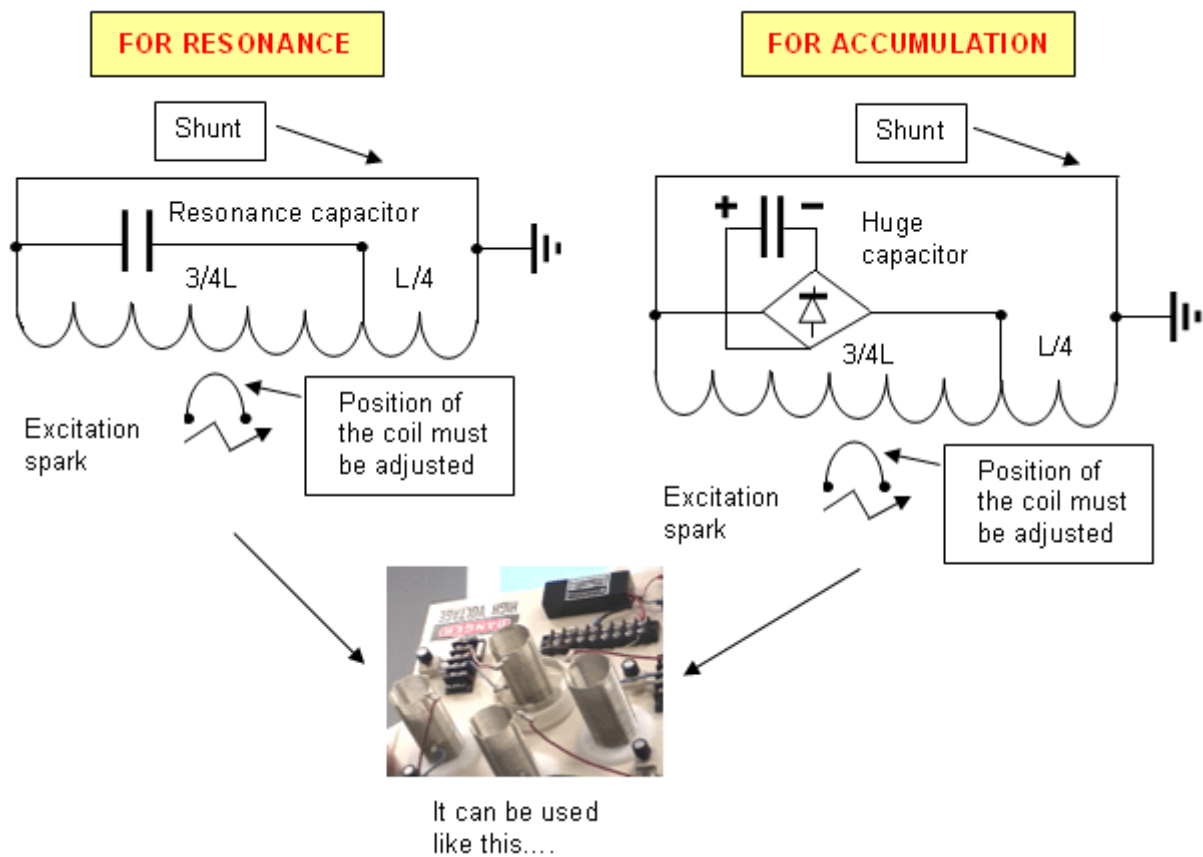 FOR RESONANCE
FOR ACCUMULATION
Shunt
Shunt
Resonance capacitor
+
−
Huge
capacitor
3/4L
L/4
3/4L
L/4
Excitation
spark
Position of
the coil must
be adjusted
Excitation
spark
Position of
the coil must
be adjusted
DANGER
HIGH VOLTAGE
It can be used
like this....